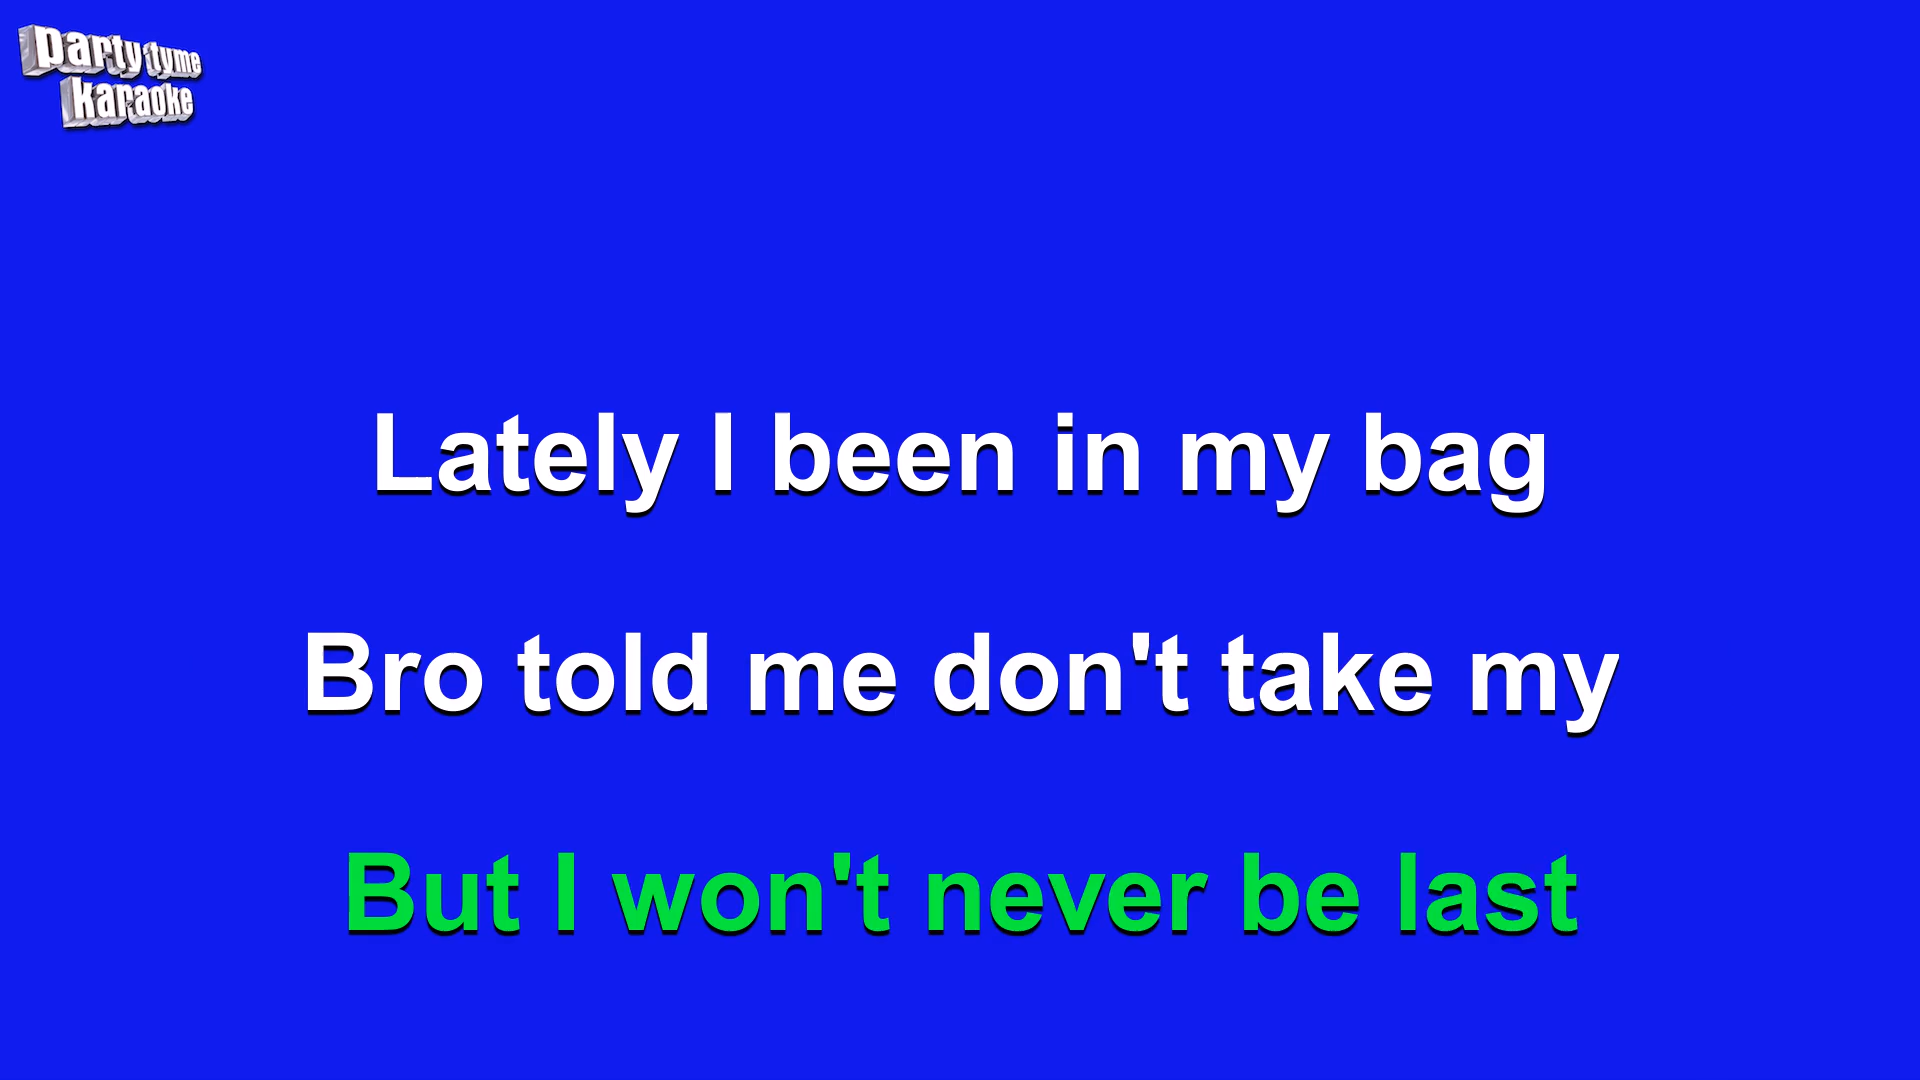 party tyme
karaoke
Lately I been in my bag
Bro told me don't take my
But I won't never be last